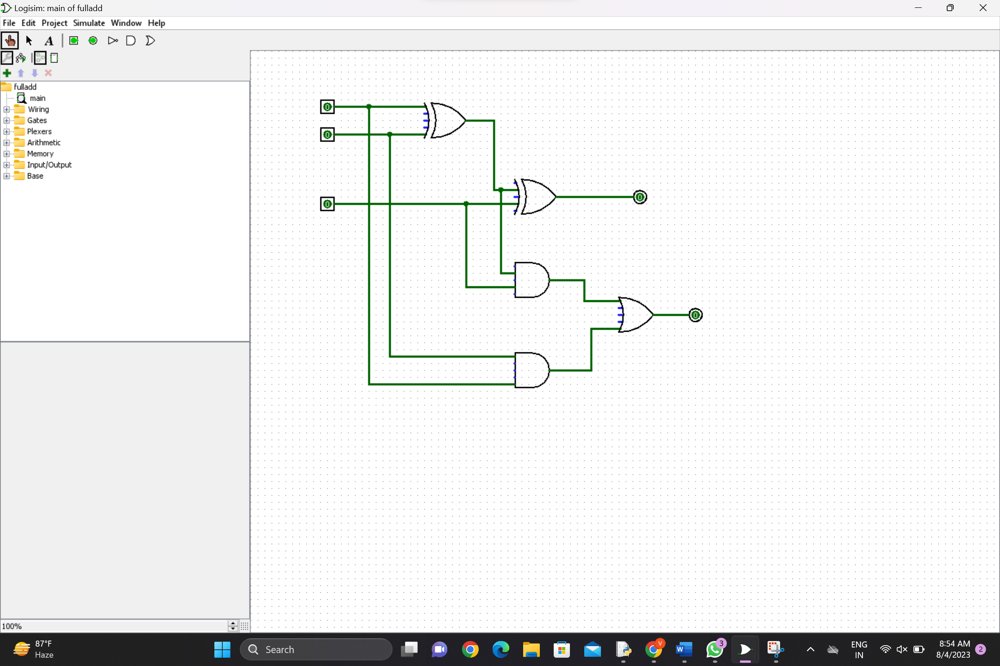 Logisim: main of fulladd
File Edit Project Simulate Window Help
A
fulladd
main
Wiring
Gates
Plexers
Arithmetic
Memory
Input/Output
Base
0
0
0
0
0
100%
87°F
Haze
Search
V
W
3
ENG
IN
8:54 AM
8/4/2023
2